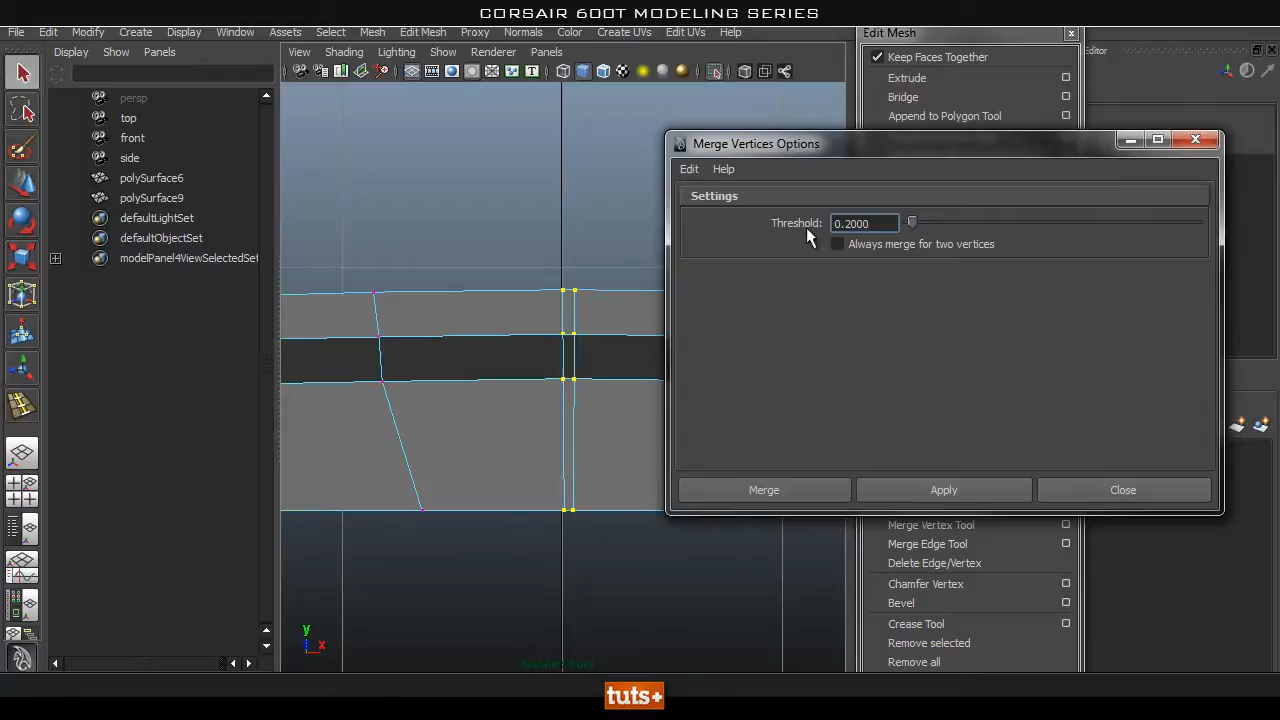 CORSAIR 600T MODELING SERIES
File Edit Modify Create Display Window Assets Select Mesh Edit Mesh Proxy Normals Color Create UVs Edit UVs Help
Edit Mesh
Display Show Panels
View Shading Lighting Show Renderer Panels
Keep Faces Together
Editor
Extrude
Bridge
Append to Polygon Tool
persp
top
front
side
polySurface6
polySurface9
defaultLightSet
defaultObjectSet
modelPanel4ViewSelectedSet
Merge Vertices Options
Edit Help
Settings
Threshold: 0.2000
Always merge for two vertices
Merge Apply Close
Merge Vertex Tool
Merge Edge Tool
Delete Edge/Vertex
Chamfer Vertex
Bevel
Crease Tool
Remove selected
Remove all
y
x
tuts+